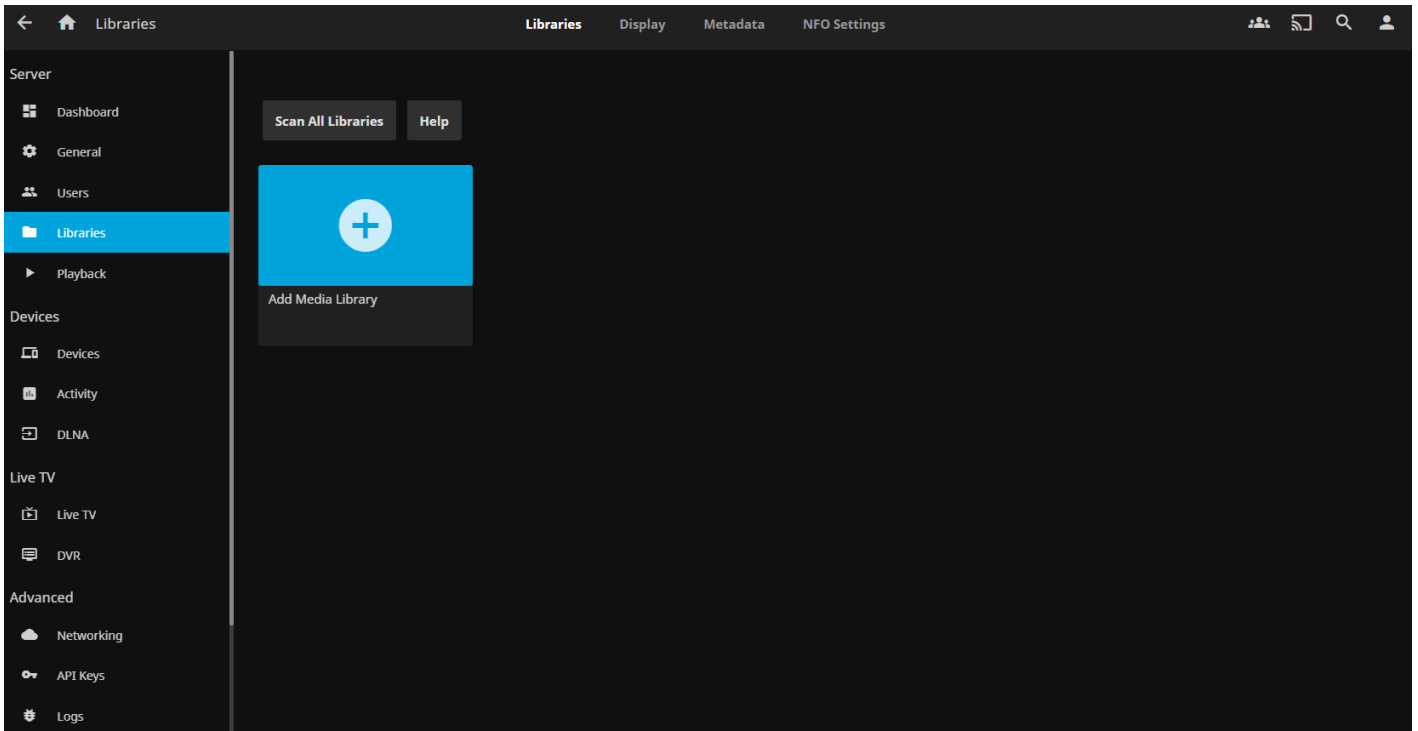 Libraries
Libraries Display Metadata NFO Settings
Server
Dashboard
General
Users
Libraries
Playback
Devices
Devices
Activity
DLNA
Live TV
Live TV
DVR
Advanced
Networking
API Keys
Logs
Scan All Libraries Help
Add Media Library